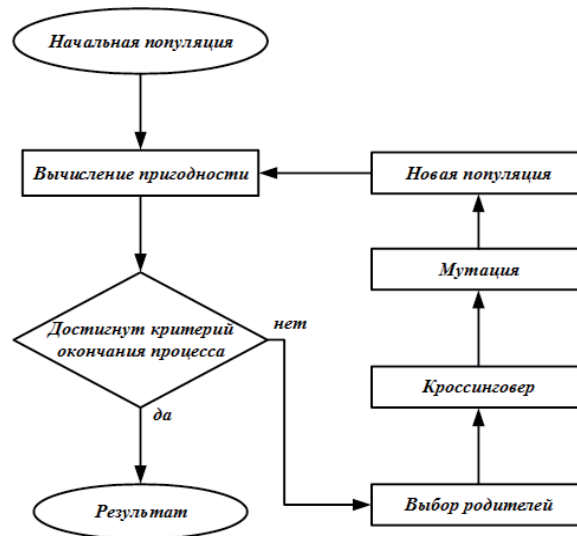 Начальная популяция
Вычисление пригодности
Новая популяция
Мутация
Достигнут критерий
окончания процесса
нет
Кроссинговер
да
Результат
Выбор родителей